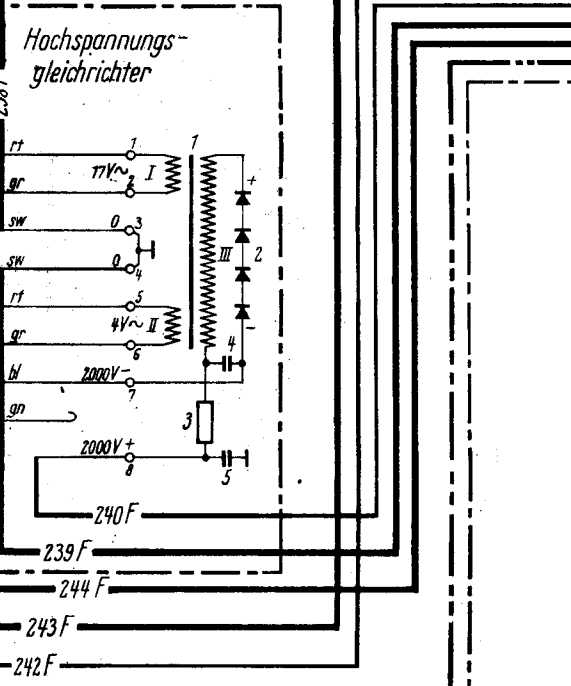 Hochspannungs-
gleichrichter
rt 1 1
17V~ I +
gr 2
sw 0 3
III 2
sw 0 4
rt 5
4V~ II -
gr 6
4
bl 2000V-
7
gn
3
2000V+
8 5
240F
239F
244F
243F
242F